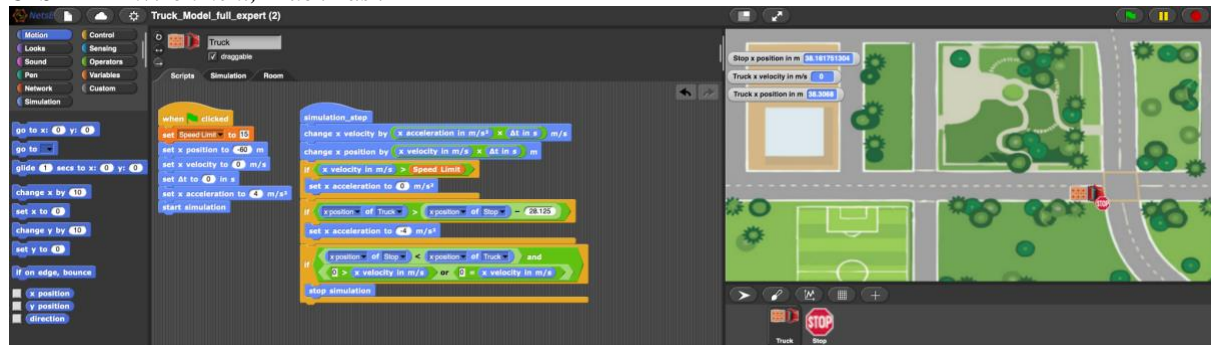 NetsB
Truck_Model_full_expert (2)
Motion
Control
Looks
Sensing
Sound
Operators
Pen
Variables
Network
Custom
Simulation
go to x: 0 y: 0
go to
glide 1 secs to x: 0 y: 0
change x by 10
set x to 0
change y by 10
set y to 0
if on edge, bounce
x position
y position
direction
Truck
draggable
Scripts
Simulation
Room
when clicked
set Speed Limit to 15
set x position to -60 m
set x velocity to 0 m/s
set Δt to 0 in s
set x acceleration to 4 m/s²
start simulation
simulation_step
change x velocity by x acceleration in m/s² × Δt in s m/s
change x position by x velocity in m/s × Δt in s m
if x velocity in m/s > Speed Limit
set x acceleration to 0 m/s²
if x position of Truck > x position of Stop - 28.125
set x acceleration to -4 m/s²
if x position of Stop < x position of Truck and
0 > x velocity in m/s or 0 = x velocity in m/s
stop simulation
Stop x position in m 38.181751304
Truck x velocity in m/s 0
Truck x position in m 38.3068
STOP
STOP
Truck
Stop